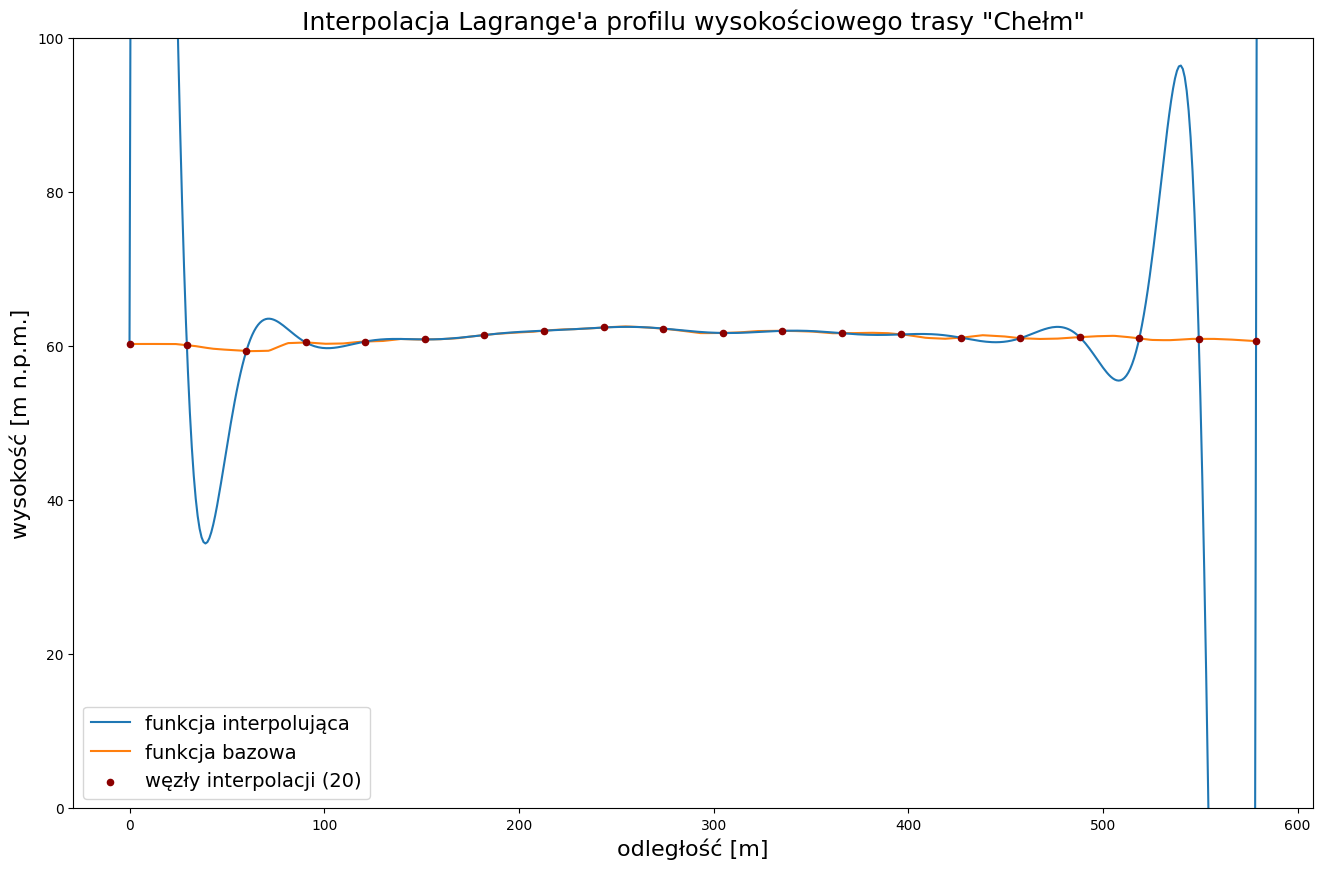 Interpolacja Lagrange'a profilu wysokościowego trasy "Chełm"
100
80
60
40
20
0
wysokość [m n.p.m.]
funkcja interpolująca
funkcja bazowa
węzły interpolacji (20)
0 100 200 300 400 500 600
odległość [m]